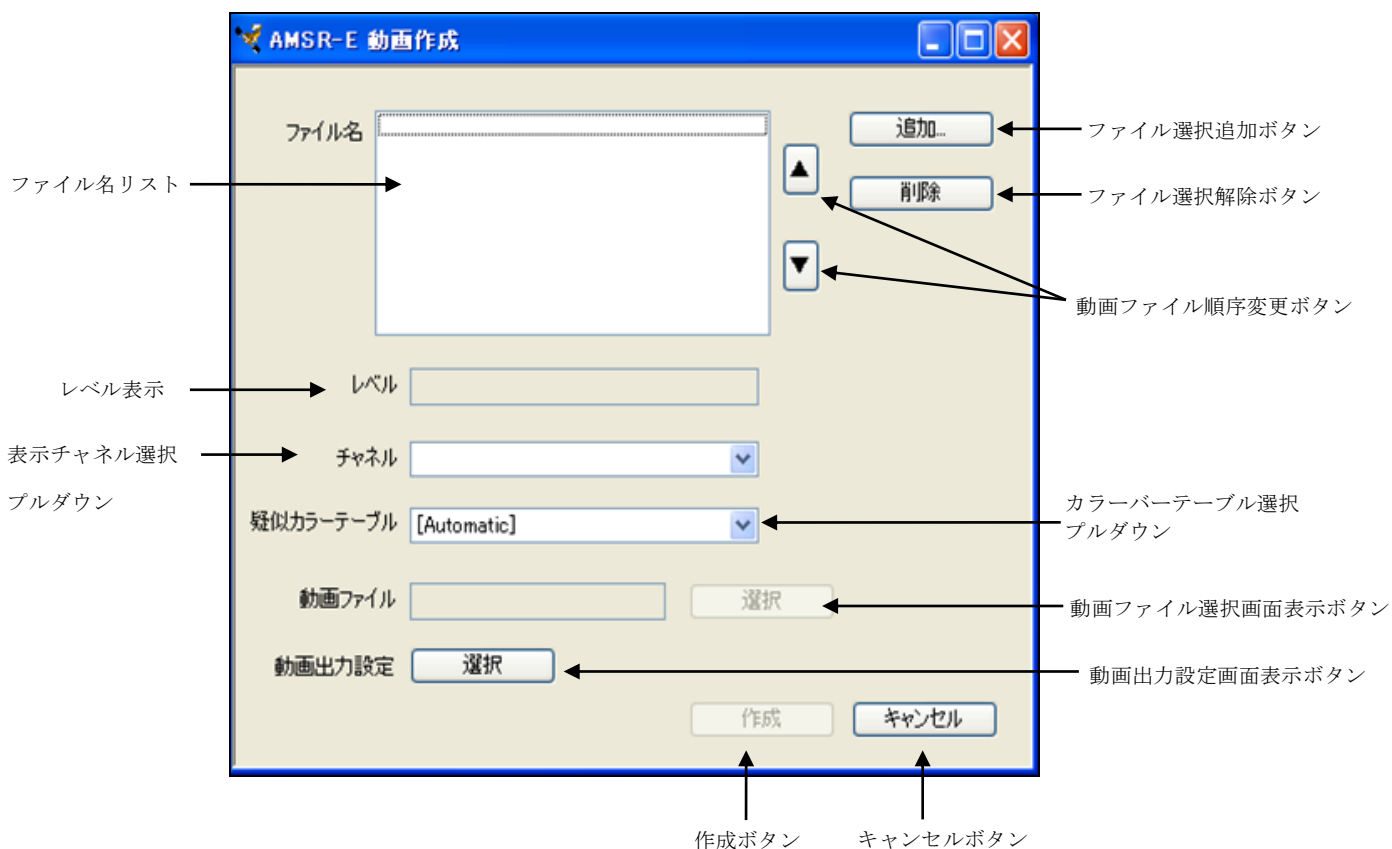 AMSR-E 動画作成
ファイル名
追加...
ファイル選択追加ボタン
ファイル名リスト
▲
削除
ファイル選択解除ボタン
▼
動画ファイル順序変更ボタン
レベル表示
レベル
表示チャネル選択
プルダウン
チャネル
疑似カラーテーブル
[Automatic]
カラーバーテーブル選択
プルダウン
動画ファイル
選択
動画ファイル選択画面表示ボタン
動画出力設定
選択
動画出力設定画面表示ボタン
作成
キャンセル
作成ボタン
キャンセルボタン